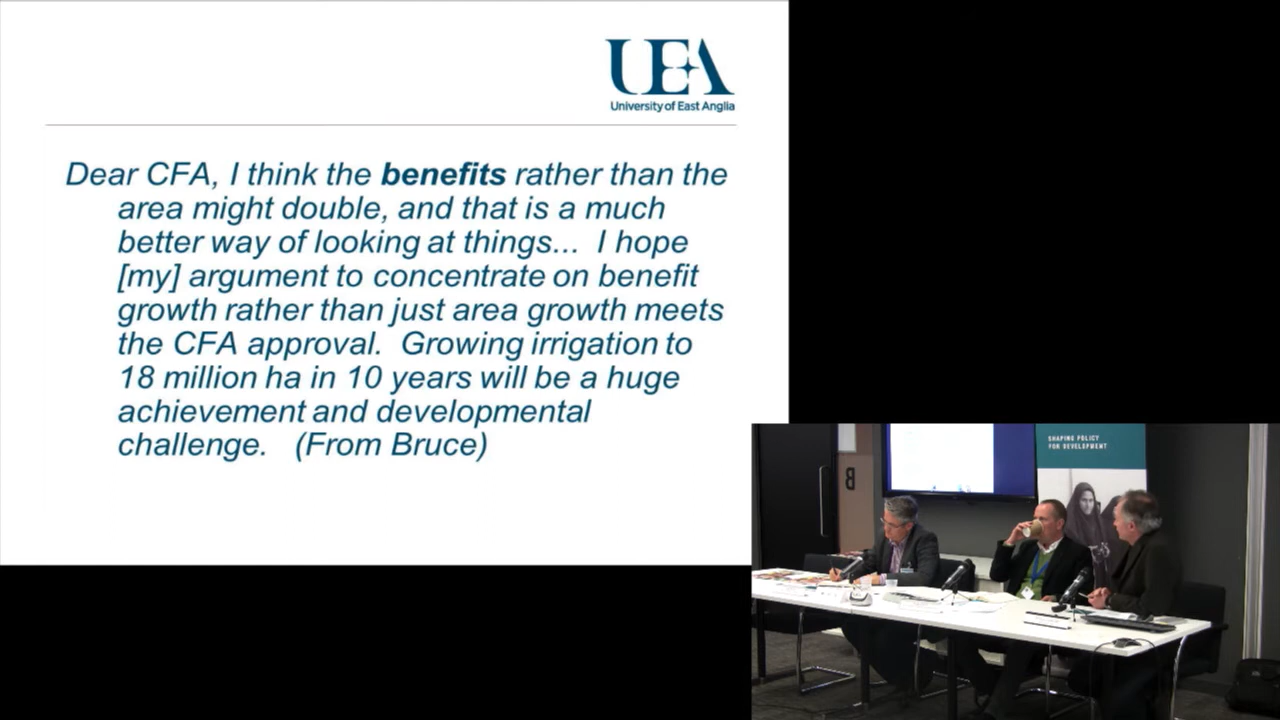 UEA
University of East Anglia
Dear CFA, I think the benefits rather than the
area might double, and that is a much
better way of looking at things... I hope
[my] argument to concentrate on benefit
growth rather than just area growth meets
the CFA approval. Growing irrigation to
18 million ha in 10 years will be a huge
achievement and developmental
challenge. (From Bruce)
SHAPING POLICY
FOR DEVELOPMENT
B